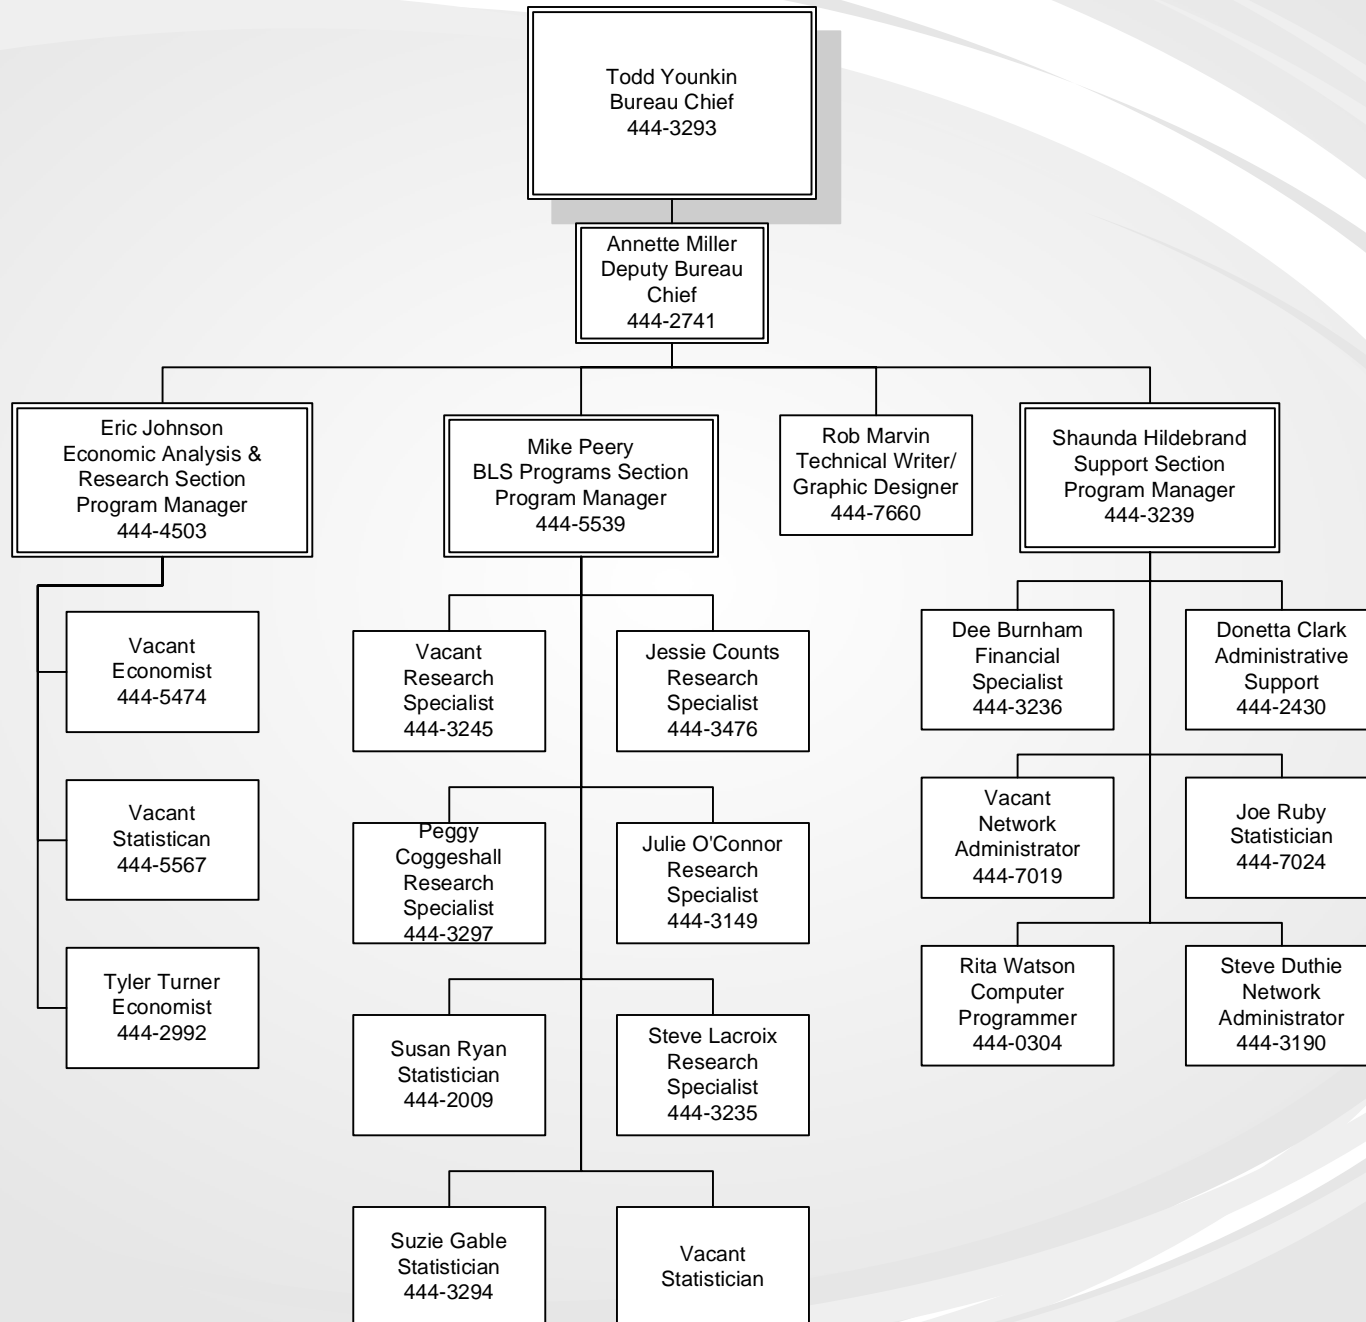 Todd Younkin
Bureau Chief
444-3293
Annette Miller
Deputy Bureau
Chief
444-2741
Eric Johnson
Economic Analysis &
Research Section
Program Manager
444-4503
Mike Peery
BLS Programs Section
Program Manager
444-5539
Rob Marvin
Technical Writer/
Graphic Designer
444-7660
Shaunda Hildebrand
Support Section
Program Manager
444-3239
Vacant
Economist
444-5474
Vacant
Statistican
444-5567
Tyler Turner
Economist
444-2992
Vacant
Research
Specialist
444-3245
Jessie Counts
Research
Specialist
444-3476
Peggy
Coggeshall
Research
Specialist
444-3297
Julie O'Connor
Research
Specialist
444-3149
Susan Ryan
Statistician
444-2009
Steve Lacroix
Research
Specialist
444-3235
Suzie Gable
Statistician
444-3294
Vacant
Statistician
Dee Burnham
Financial
Specialist
444-3236
Donetta Clark
Administrative
Support
444-2430
Vacant
Network
Administrator
444-7019
Joe Ruby
Statistician
444-7024
Rita Watson
Computer
Programmer
444-0304
Steve Duthie
Network
Administrator
444-3190